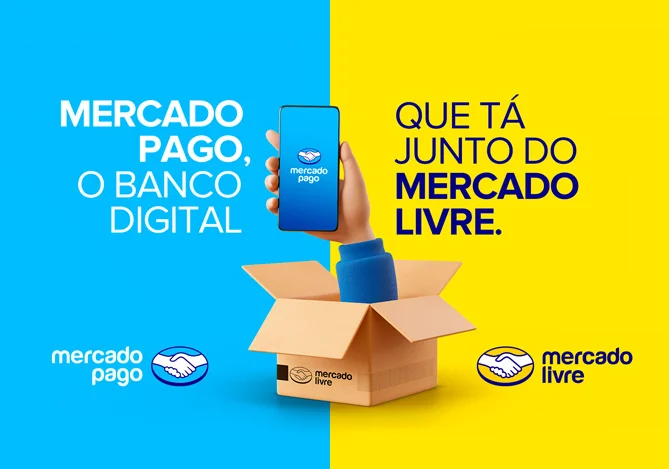 MERCADO
PAGO,
O BANCO
DIGITAL
mercado
pago
QUE TÁ
JUNTO DO
MERCADO
LIVRE.
mercado
pago
mercado
livre
mercado
livre